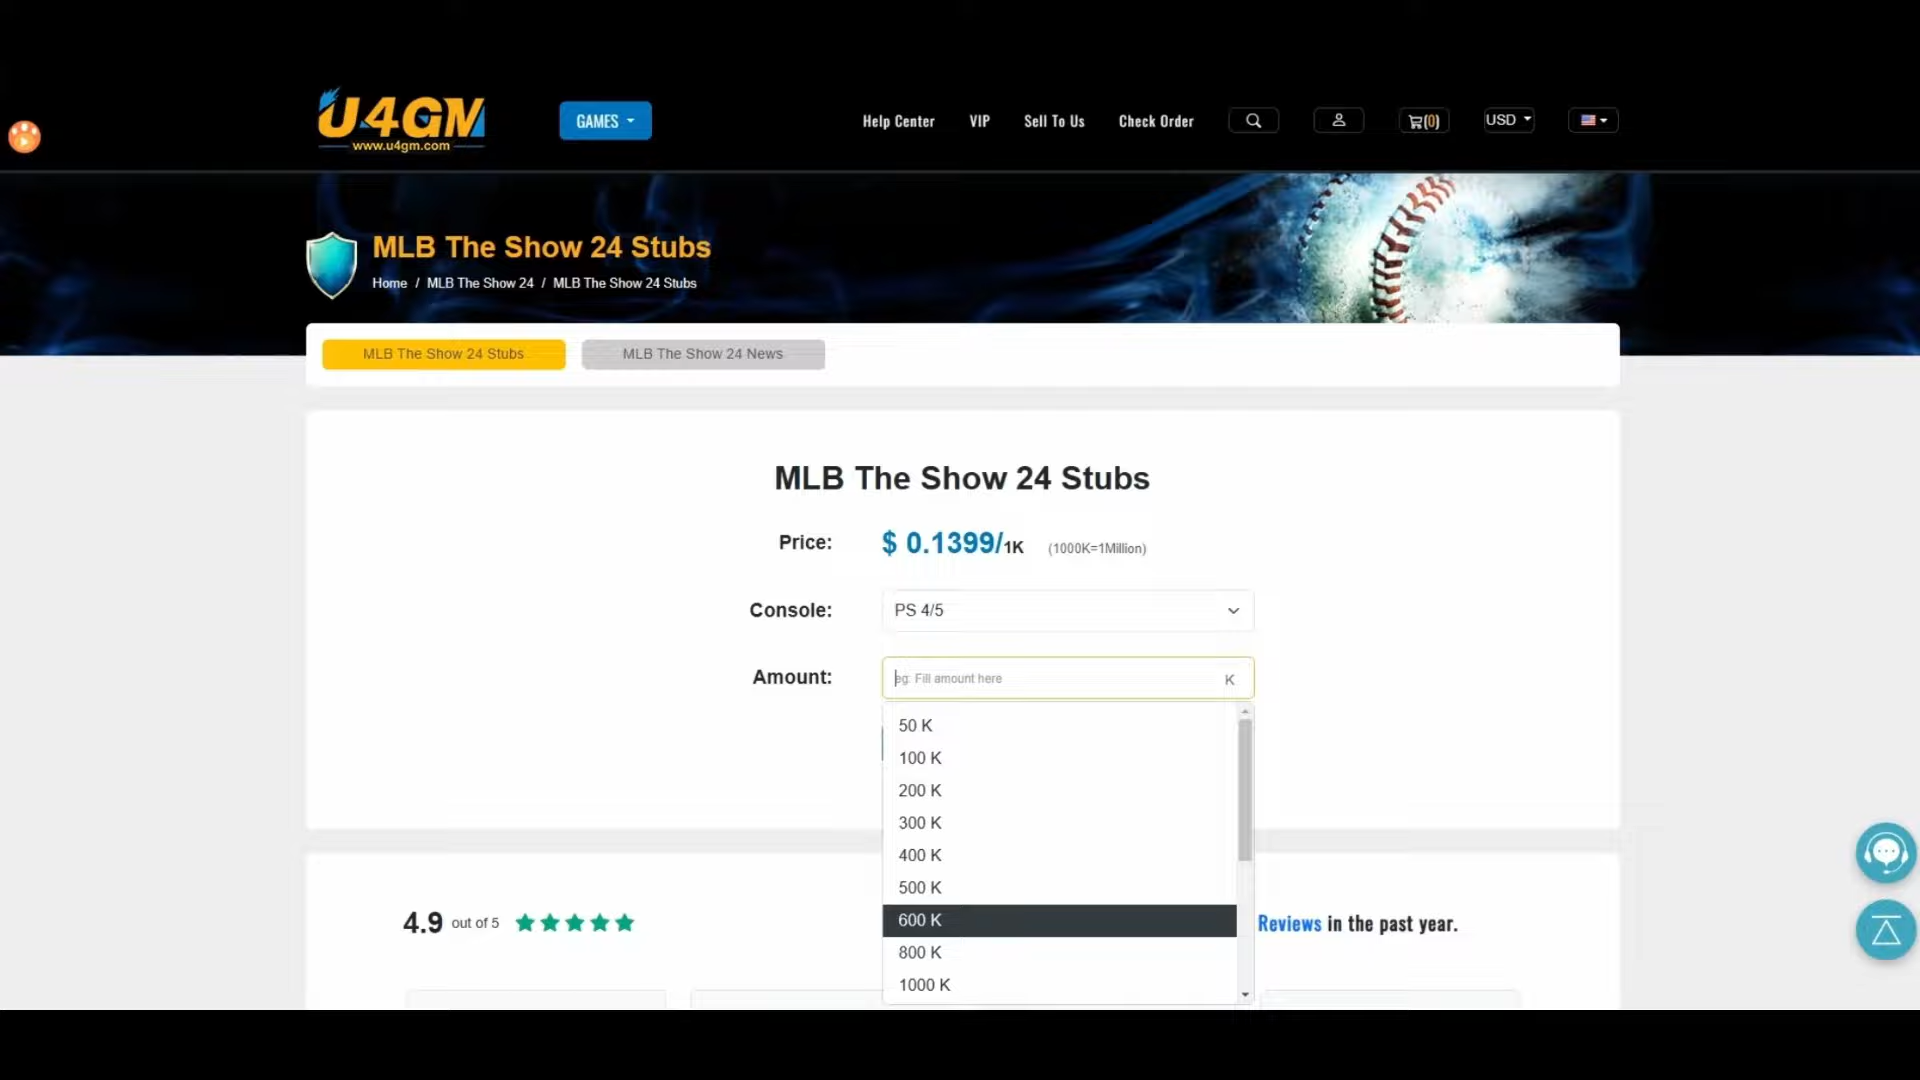 U4GM
www.u4gm.com
GAMES
Help Center
VIP
Sell To Us
Check Order
(0)
USD
MLB The Show 24 Stubs
Home / MLB The Show 24 / MLB The Show 24 Stubs
MLB The Show 24 Stubs
MLB The Show 24 News
MLB The Show 24 Stubs
Price: $ 0.1399/1K (1000K=1Million)
Console: PS 4/5
Amount: eg: Fill amount here K
50 K
100 K
200 K
300 K
400 K
500 K
600 K
800 K
1000 K
4.9 out of 5
Reviews in the past year.